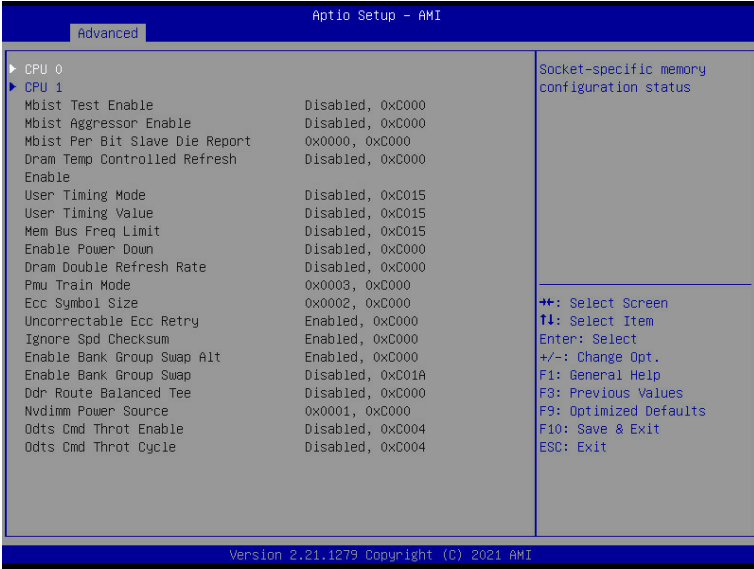 Aptio Setup - AMI
Advanced
CPU 0
CPU 1
Mbist Test Enable Disabled, 0xC000
Mbist Aggressor Enable Disabled, 0xC000
Mbist Per Bit Slave Die Report 0x0000, 0xC000
Dram Temp Controlled Refresh Disabled, 0xC000
Enable
User Timing Mode Disabled, 0xC015
User Timing Value Disabled, 0xC015
Mem Bus Freq Limit Disabled, 0xC015
Enable Power Down Disabled, 0xC000
Dram Double Refresh Rate Disabled, 0xC000
Pmu Train Mode 0x0003, 0xC000
Ecc Symbol Size 0x0002, 0xC000
Uncorrectable Ecc Retry Enabled, 0xC000
Ignore Spd Checksum Enabled, 0xC000
Enable Bank Group Swap Alt Enabled, 0xC000
Enable Bank Group Swap Disabled, 0xC01A
Ddr Route Balanced Tee Disabled, 0xC000
Nvdimm Power Source 0x0001, 0xC000
Odts Cmd Throt Enable Disabled, 0xC004
Odts Cmd Throt Cycle Disabled, 0xC004
Socket-specific memory
configuration status
→←: Select Screen
↑↓: Select Item
Enter: Select
+/-: Change Opt.
F1: General Help
F3: Previous Values
F9: Optimized Defaults
F10: Save & Exit
ESC: Exit
Version 2.21.1279 Copyright (C) 2021 AMI